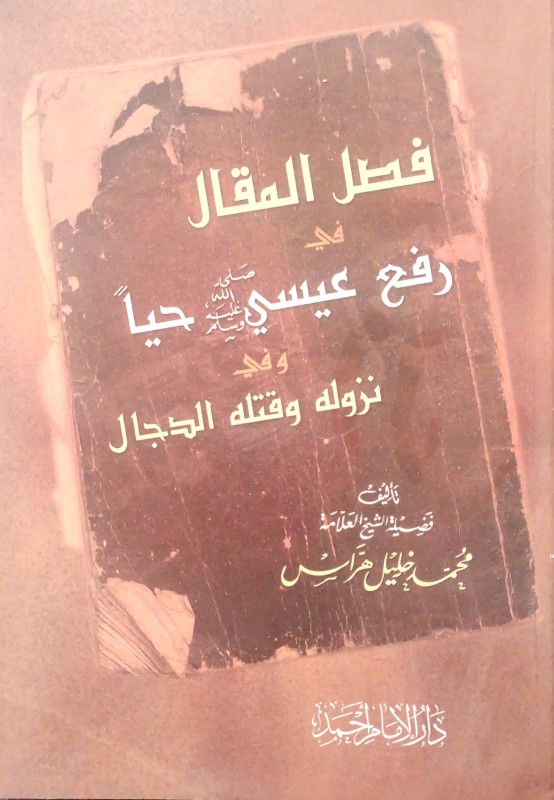 فصل المقال
في
رفع عيسي صلى الله عليه وسلم حياً
وفي
نزوله وقتله الدجال
تأليف
فضيلة الشيخ العلامة
محمد خليل هراس
دار الإمام أحمد